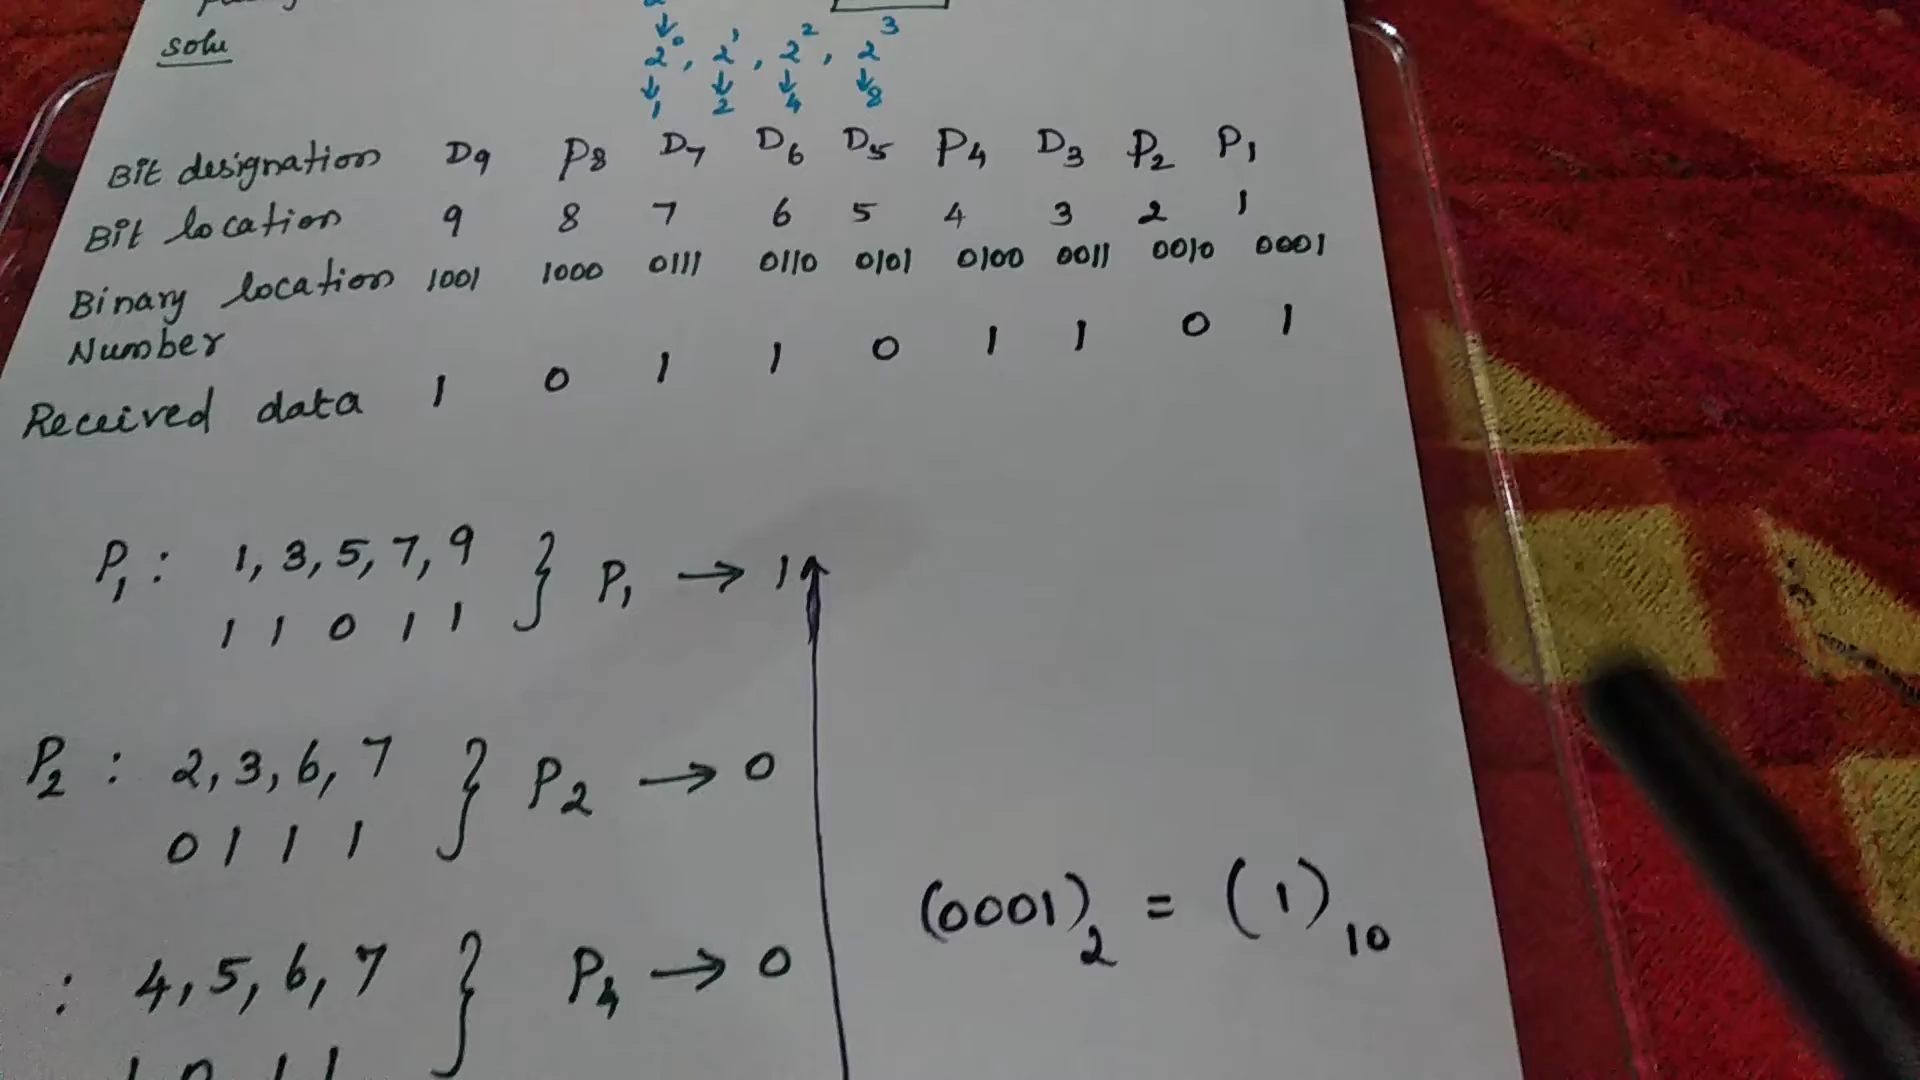 solu
2⁰, 2¹, 2², 2³
↓ ↓ ↓ ↓
1 2 4 8
Bit designation D9 P8 D7 D6 D5 P4 D3 P2 P1
Bit location 9 8 7 6 5 4 3 2 1
Binary location 1001 1000 0111 0110 0101 0100 0011 0010 0001
Number
Received data 1 0 1 1 0 1 1 0 1
P1 : 1, 3, 5, 7, 9 } P1 → 1
1 1 0 1 1
P2 : 2, 3, 6, 7 } P2 → 0
0 1 1 1
(0001)₂ = (1)₁₀
: 4, 5, 6, 7 } P4 → 0
1 0 1 1